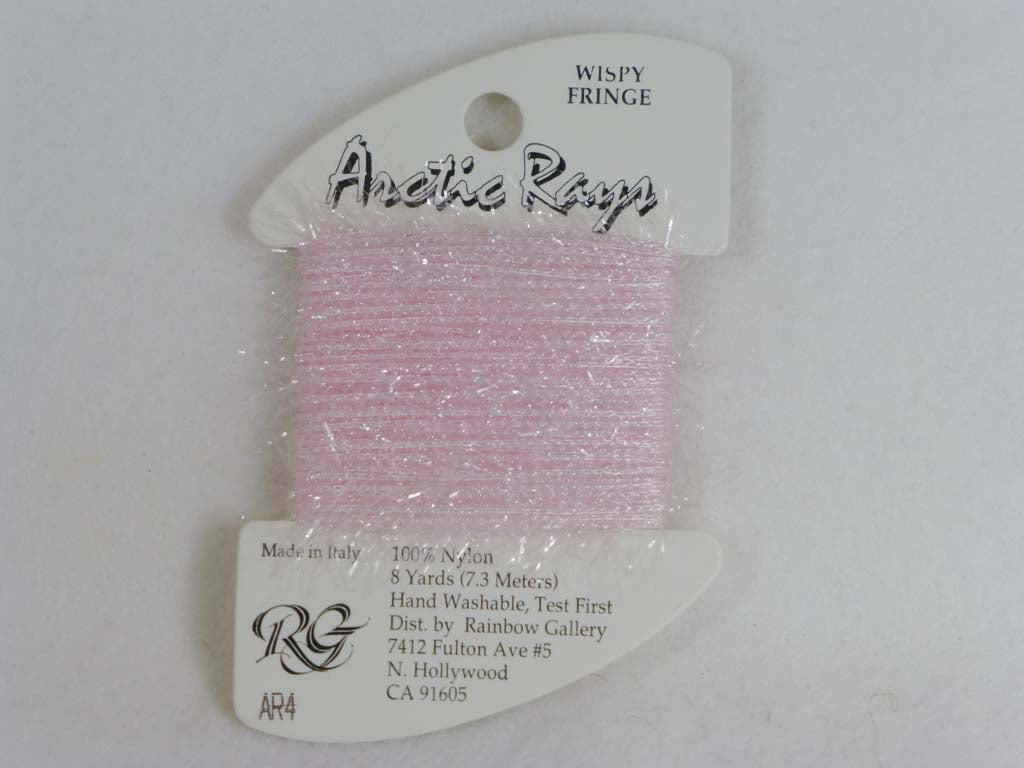 WISPY
FRINGE
Arctic Rays
Made in Italy
100% Nylon
8 Yards (7.3 Meters)
Hand Washable, Test First
Dist. by Rainbow Gallery
7412 Fulton Ave #5
N. Hollywood
CA 91605
RG
AR4